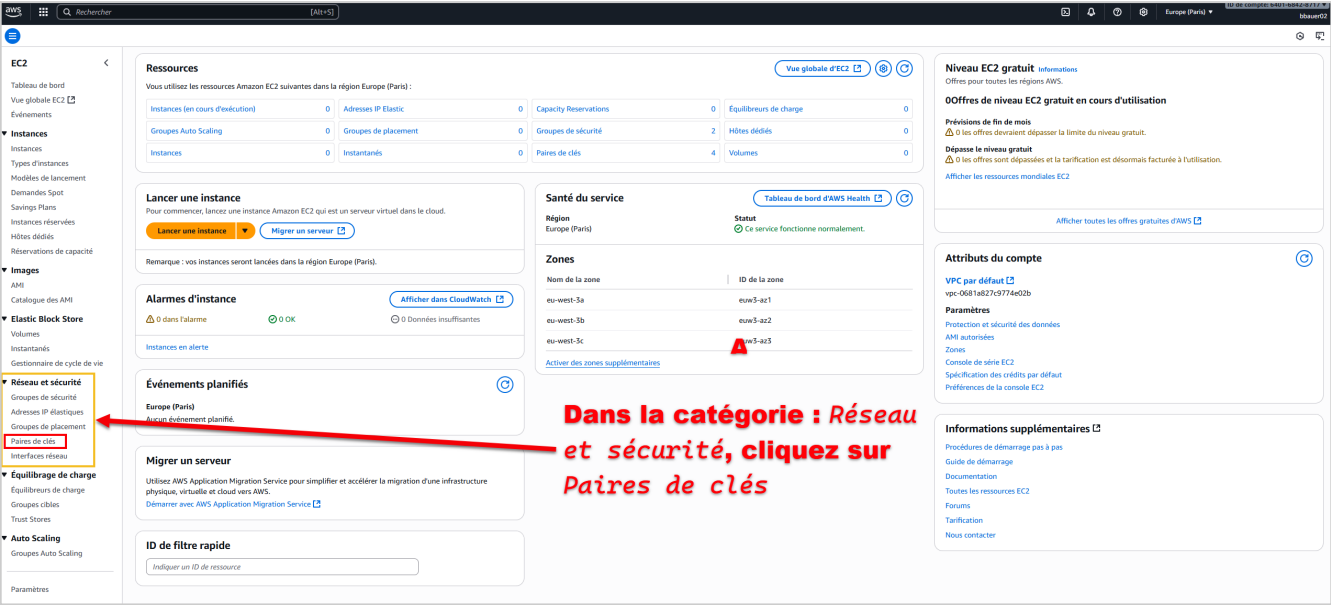 aws
Rechercher
[Alt+S]
Europe (Paris) ▼
bbauer02
EC2
Tableau de bord
Vue globale EC2
Événements
Instances
Instances
Types d'instances
Modèles de lancement
Demandes Spot
Savings Plans
Instances réservées
Hôtes dédiés
Réservations de capacité
Images
AMI
Catalogue des AMI
Elastic Block Store
Volumes
Instantanés
Gestionnaire de cycle de vie
Réseau et sécurité
Groupes de sécurité
Adresses IP élastiques
Groupes de placement
Paires de clés
Interfaces réseau
Équilibrage de charge
Équilibreurs de charge
Groupes cibles
Trust Stores
Auto Scaling
Groupes Auto Scaling
Paramètres
Ressources
Vue globale d'EC2
Vous utilisez les ressources Amazon EC2 suivantes dans la région Europe (Paris) :
Instances (en cours d'exécution) 0 Adresses IP Elastic 0 Capacity Reservations 0 Équilibreurs de charge 0
Groupes Auto Scaling 0 Groupes de placement 0 Groupes de sécurité 2 Hôtes dédiés 0
Instances 0 Instantanés 0 Paires de clés 4 Volumes 0
Lancer une instance
Pour commencer, lancez une instance Amazon EC2 qui est un serveur virtuel dans le cloud.
Lancer une instance
Migrer un serveur
Remarque : vos instances seront lancées dans la région Europe (Paris).
Alarmes d'instance
Afficher dans CloudWatch
0 dans l'alarme 0 OK 0 Données insuffisantes
Instances en alerte
Événements planifiés
Europe (Paris)
Aucun événement planifié.
Migrer un serveur
Utilisez AWS Application Migration Service pour simplifier et accélérer la migration d'une infrastructure
physique, virtuelle et cloud vers AWS.
Démarrer avec AWS Application Migration Service
ID de filtre rapide
Indiquer un ID de ressource
Santé du service
Tableau de bord d'AWS Health
Région Statut
Europe (Paris) Ce service fonctionne normalement.
Zones
Nom de la zone ID de la zone
eu-west-3a euw3-az1
eu-west-3b euw3-az2
eu-west-3c euw3-az3
A
Activer des zones supplémentaires
Dans la catégorie : Réseau
et sécurité, cliquez sur
Paires de clés
Niveau EC2 gratuit Informations
Offres pour toutes les régions AWS.
0Offres de niveau EC2 gratuit en cours d'utilisation
Prévisions de fin de mois
0 les offres devraient dépasser la limite du niveau gratuit.
Dépasse le niveau gratuit
0 les offres sont dépassées et la tarification est désormais facturée à l'utilisation.
Afficher les ressources mondiales EC2
Afficher toutes les offres gratuites d'AWS
Attributs du compte
VPC par défaut
vpc-0681a827c9774e02b
Paramètres
Protection et sécurité des données
AMI autorisées
Zones
Console de série EC2
Spécification des crédits par défaut
Préférences de la console EC2
Informations supplémentaires
Procédures de démarrage pas à pas
Guide de démarrage
Documentation
Toutes les ressources EC2
Forums
Tarification
Nous contacter